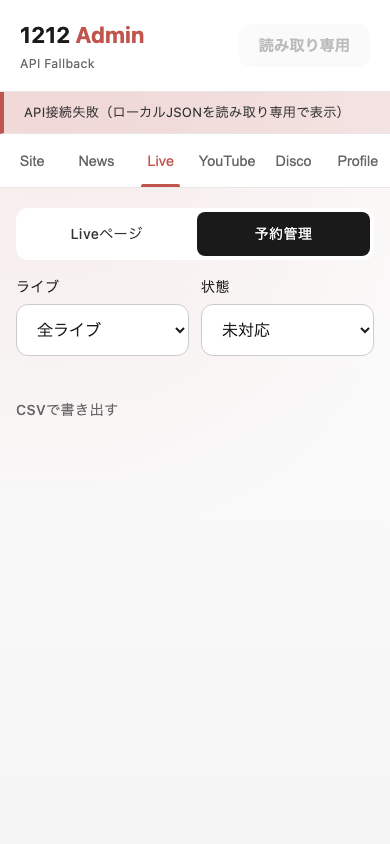 1212 Admin
API Fallback
読み取り専用
API接続失敗（ローカルJSONを読み取り専用で表示）
Site News Live YouTube Disco Profile
Liveページ 予約管理
ライブ 状態
全ライブ 未対応
CSVで書き出す